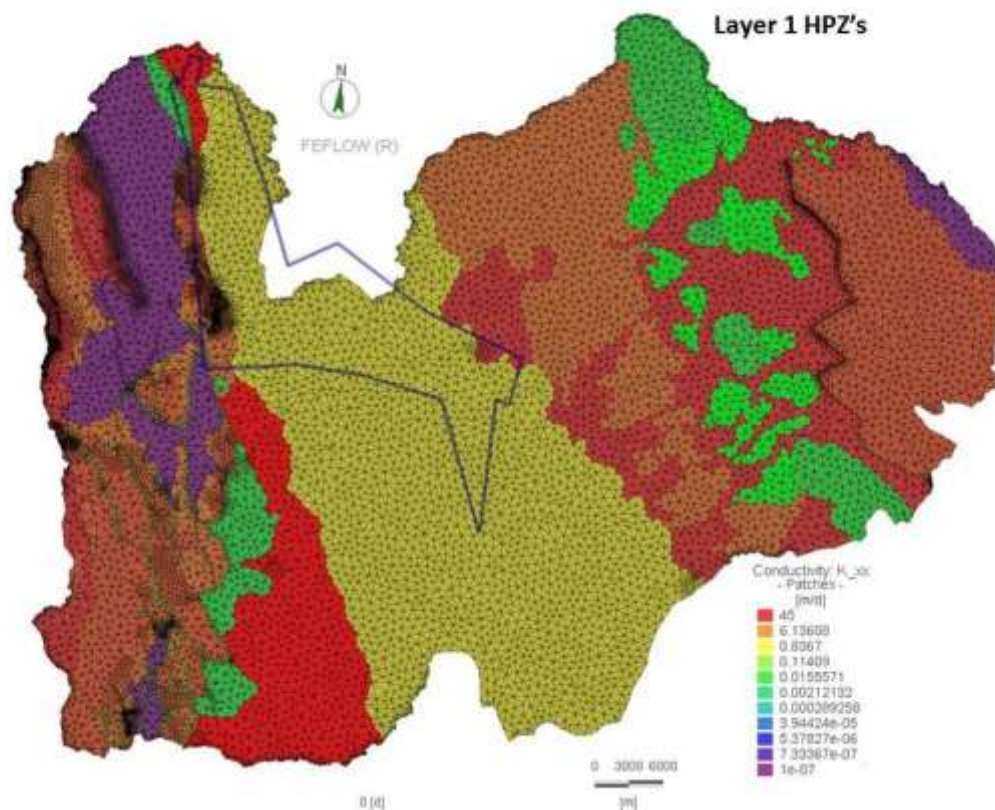 Layer 1 HPZ's
N
FEFLOW (R)
Conductivity: K_xx
- Patches -
[m/d]
45
6.13608
0.8367
0.11409
0.0155571
0.00212132
0.000289258
3.94424e-05
5.37827e-06
7.33367e-07
1e-07
0 3000 6000
[m]
0 [d]